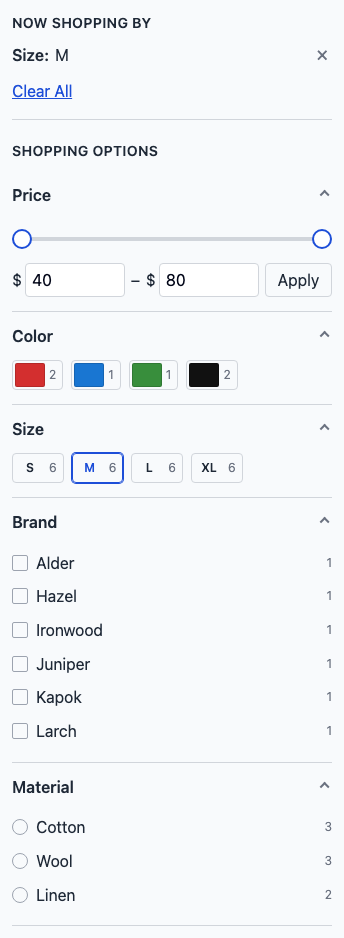 NOW SHOPPING BY
Size: M ×
Clear All
SHOPPING OPTIONS
Price
$ 40 – $ 80 Apply
Color
2 1 1 2
Size
S 6 M 6 L 6 XL 6
Brand
Alder 1
Hazel 1
Ironwood 1
Juniper 1
Kapok 1
Larch 1
Material
Cotton 3
Wool 3
Linen 2